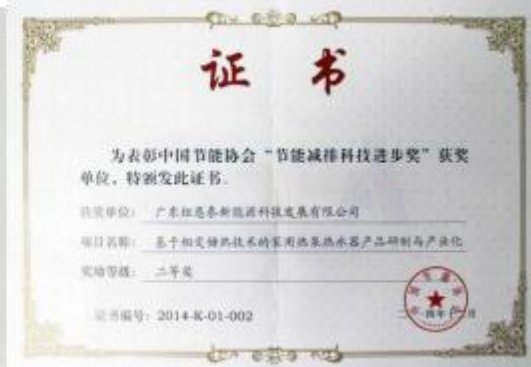 证 书
为表彰中国节能协会“节能减排科技进步奖”获奖
单位，特颁发此证书。
获奖单位： 广东纽恩泰新能源科技发展有限公司
项目名称： 基于相变储热技术的家用热泵热水器产品研制与产业化
奖励等级： 二等奖
证书编号：2014-K-01-002